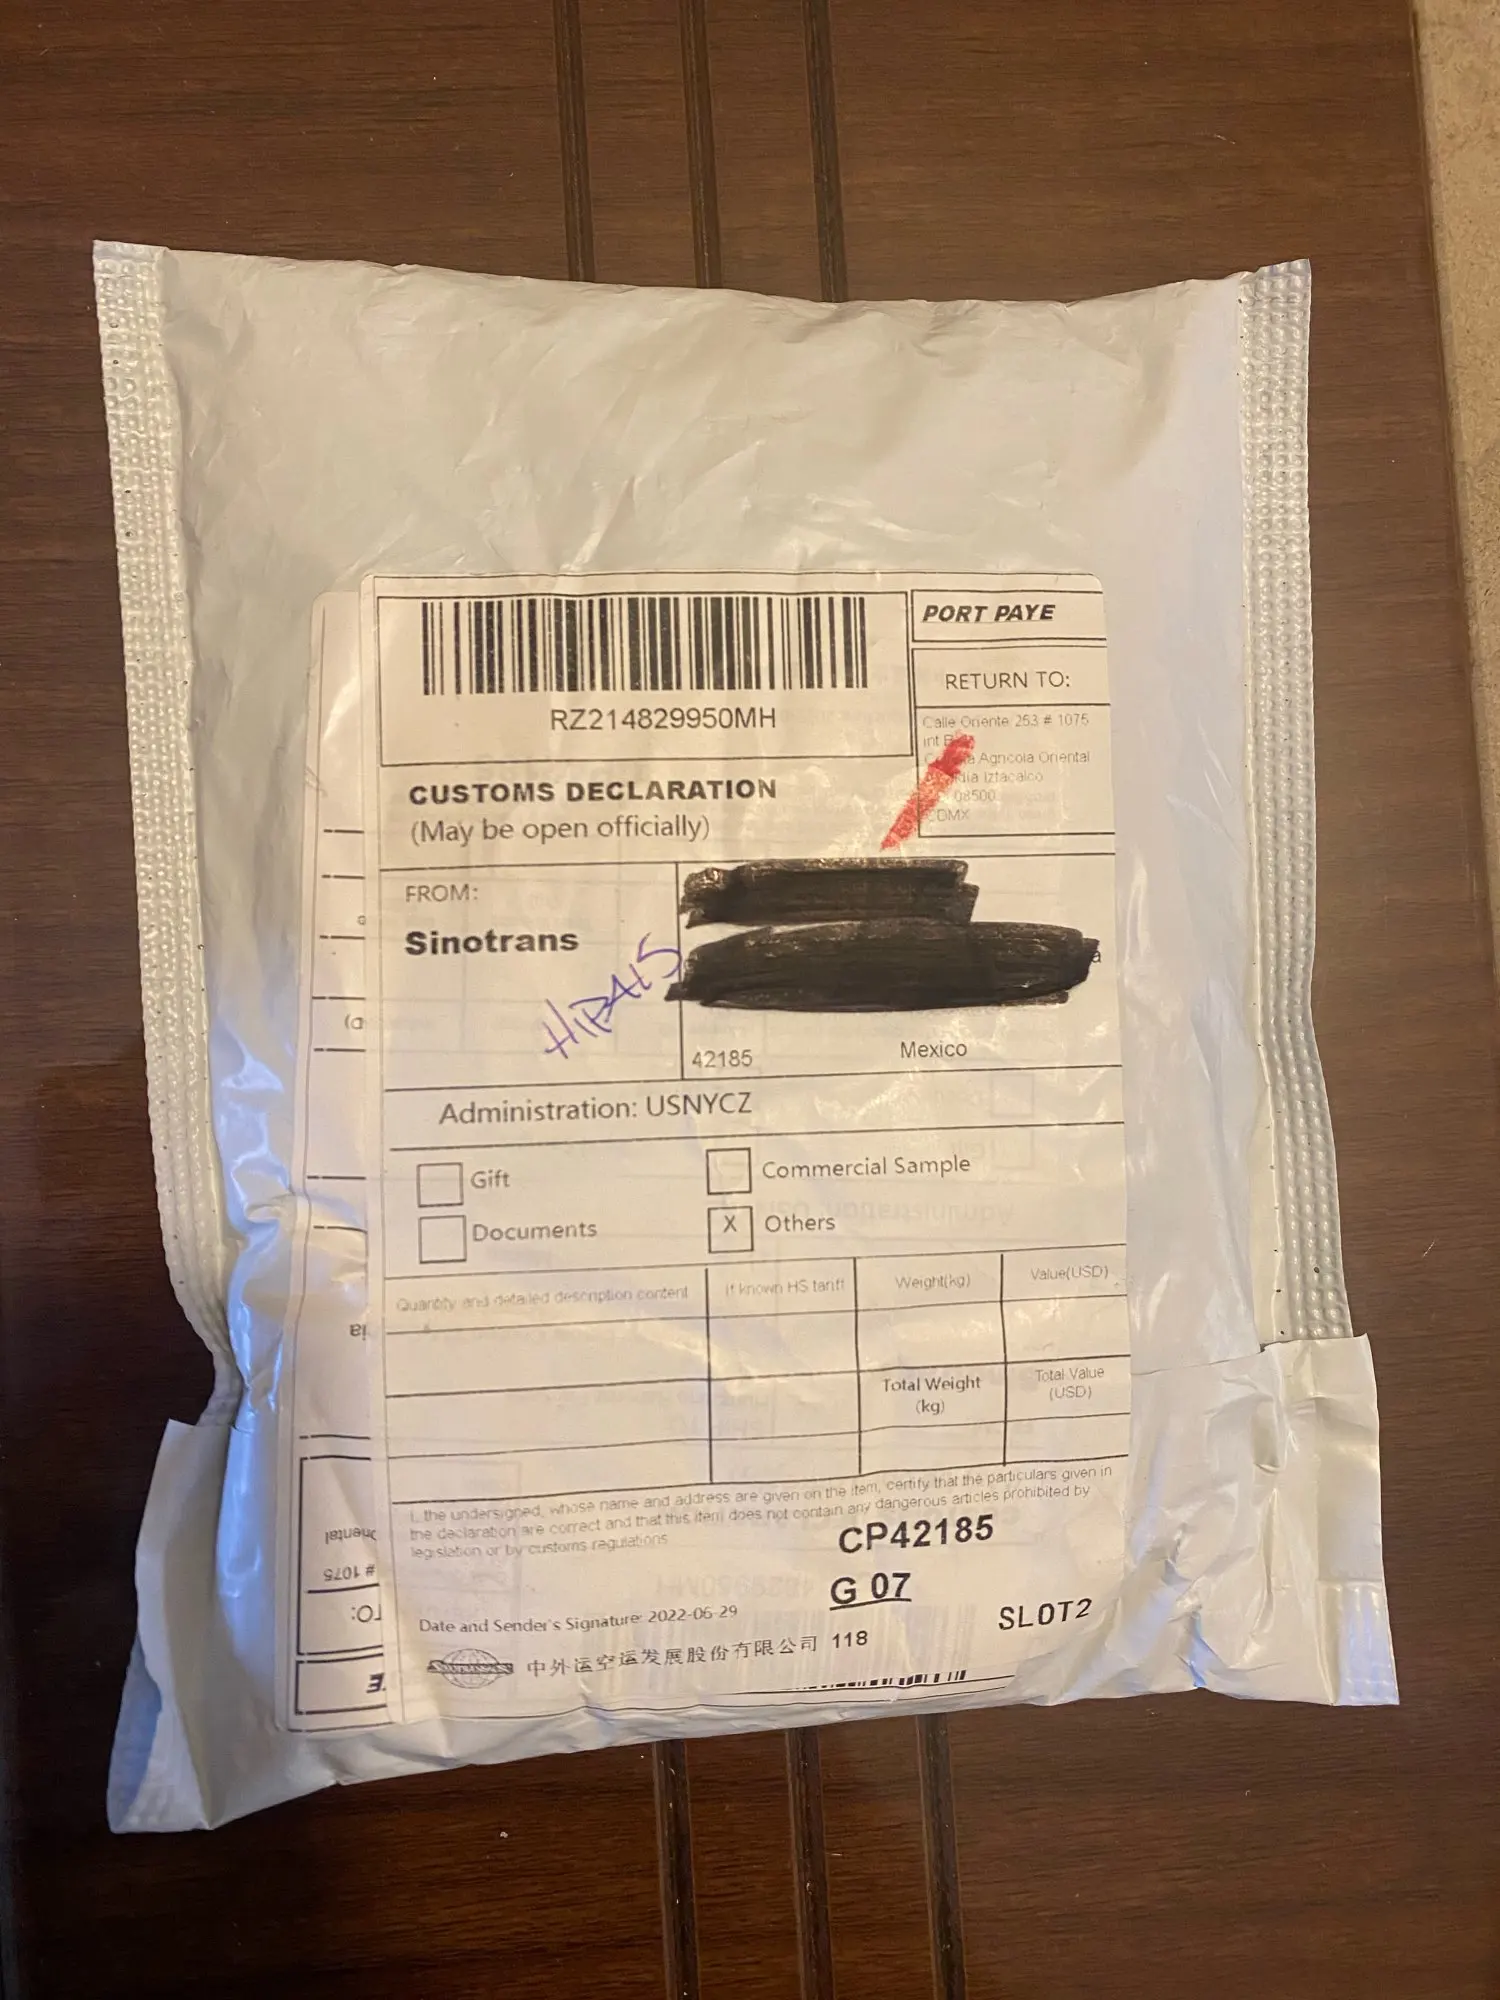 RZ214829950MH
PORT PAYE
RETURN TO:
Calle Oriente 253 # 1075
int
Agricola Oriental
Iztacalco
08500
CDMX
CUSTOMS DECLARATION
(May be open officially)
FROM:
Sinotrans
a
42185 Mexico
Administration: USNYCZ
Gift
Commercial Sample
Documents
X Others
Quantity and detailed description content
If known HS tariff
Weight(kg)
Value(USD)
Total Weight
(kg)
Total Value
(USD)
I, the undersigned, whose name and address are given on the item, certify that the particulars given in
the declaration are correct and that this item does not contain any dangerous articles prohibited by
legislation or by customs regulations
CP42185
G 07
SLOT2
Date and Sender's Signature: 2022-06-29
中外运空运发展股份有限公司 118
# 1075
TO: